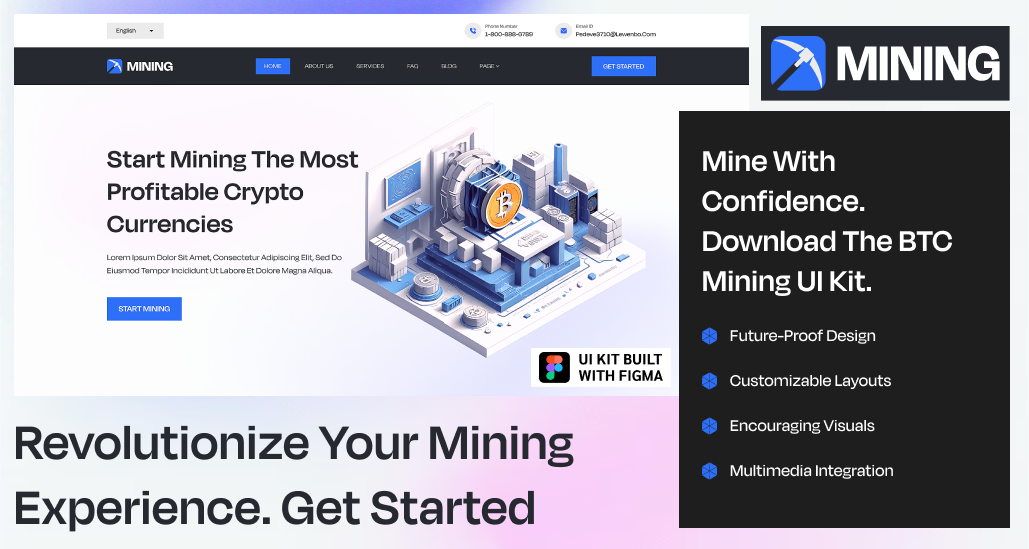 English
Phone Number
1-800-988-0789
Email ID
Pedeve3710@Lewenbo.Com
MINING
HOME
ABOUT US
SERVICES
FAQ
BLOG
PAGE
GET STARTED
Start Mining The Most
Profitable Crypto
Currencies
Lorem Ipsum Dolor Sit Amet, Consectetur Adipiscing Elit, Sed Do
Eiusmod Tempor Incididunt Ut Labore Et Dolore Magna Aliqua.
START MINING
UI KIT BUILT
WITH FIGMA
MINING
Mine With
Confidence.
Download The BTC
Mining UI Kit.
Future-Proof Design
Customizable Layouts
Encouraging Visuals
Multimedia Integration
Revolutionize Your Mining
Experience. Get Started